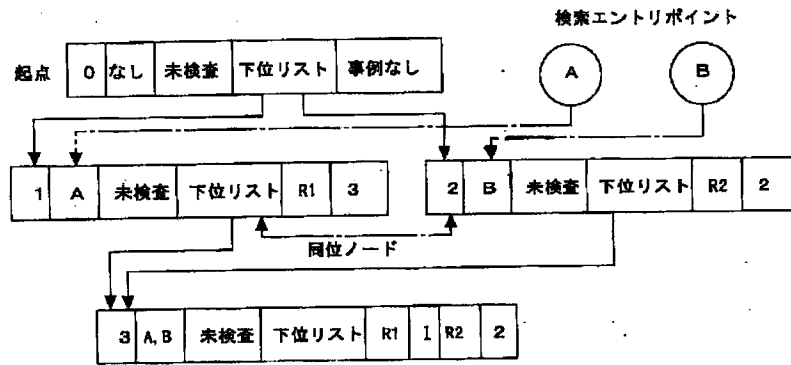 検索エントリポイント
起点 0 なし 未検査 下位リスト 事例なし A B
1 A 未検査 下位リスト R1 3 2 B 未検査 下位リスト R2 2
同位ノード
3 A,B 未検査 下位リスト R1 I R2 2